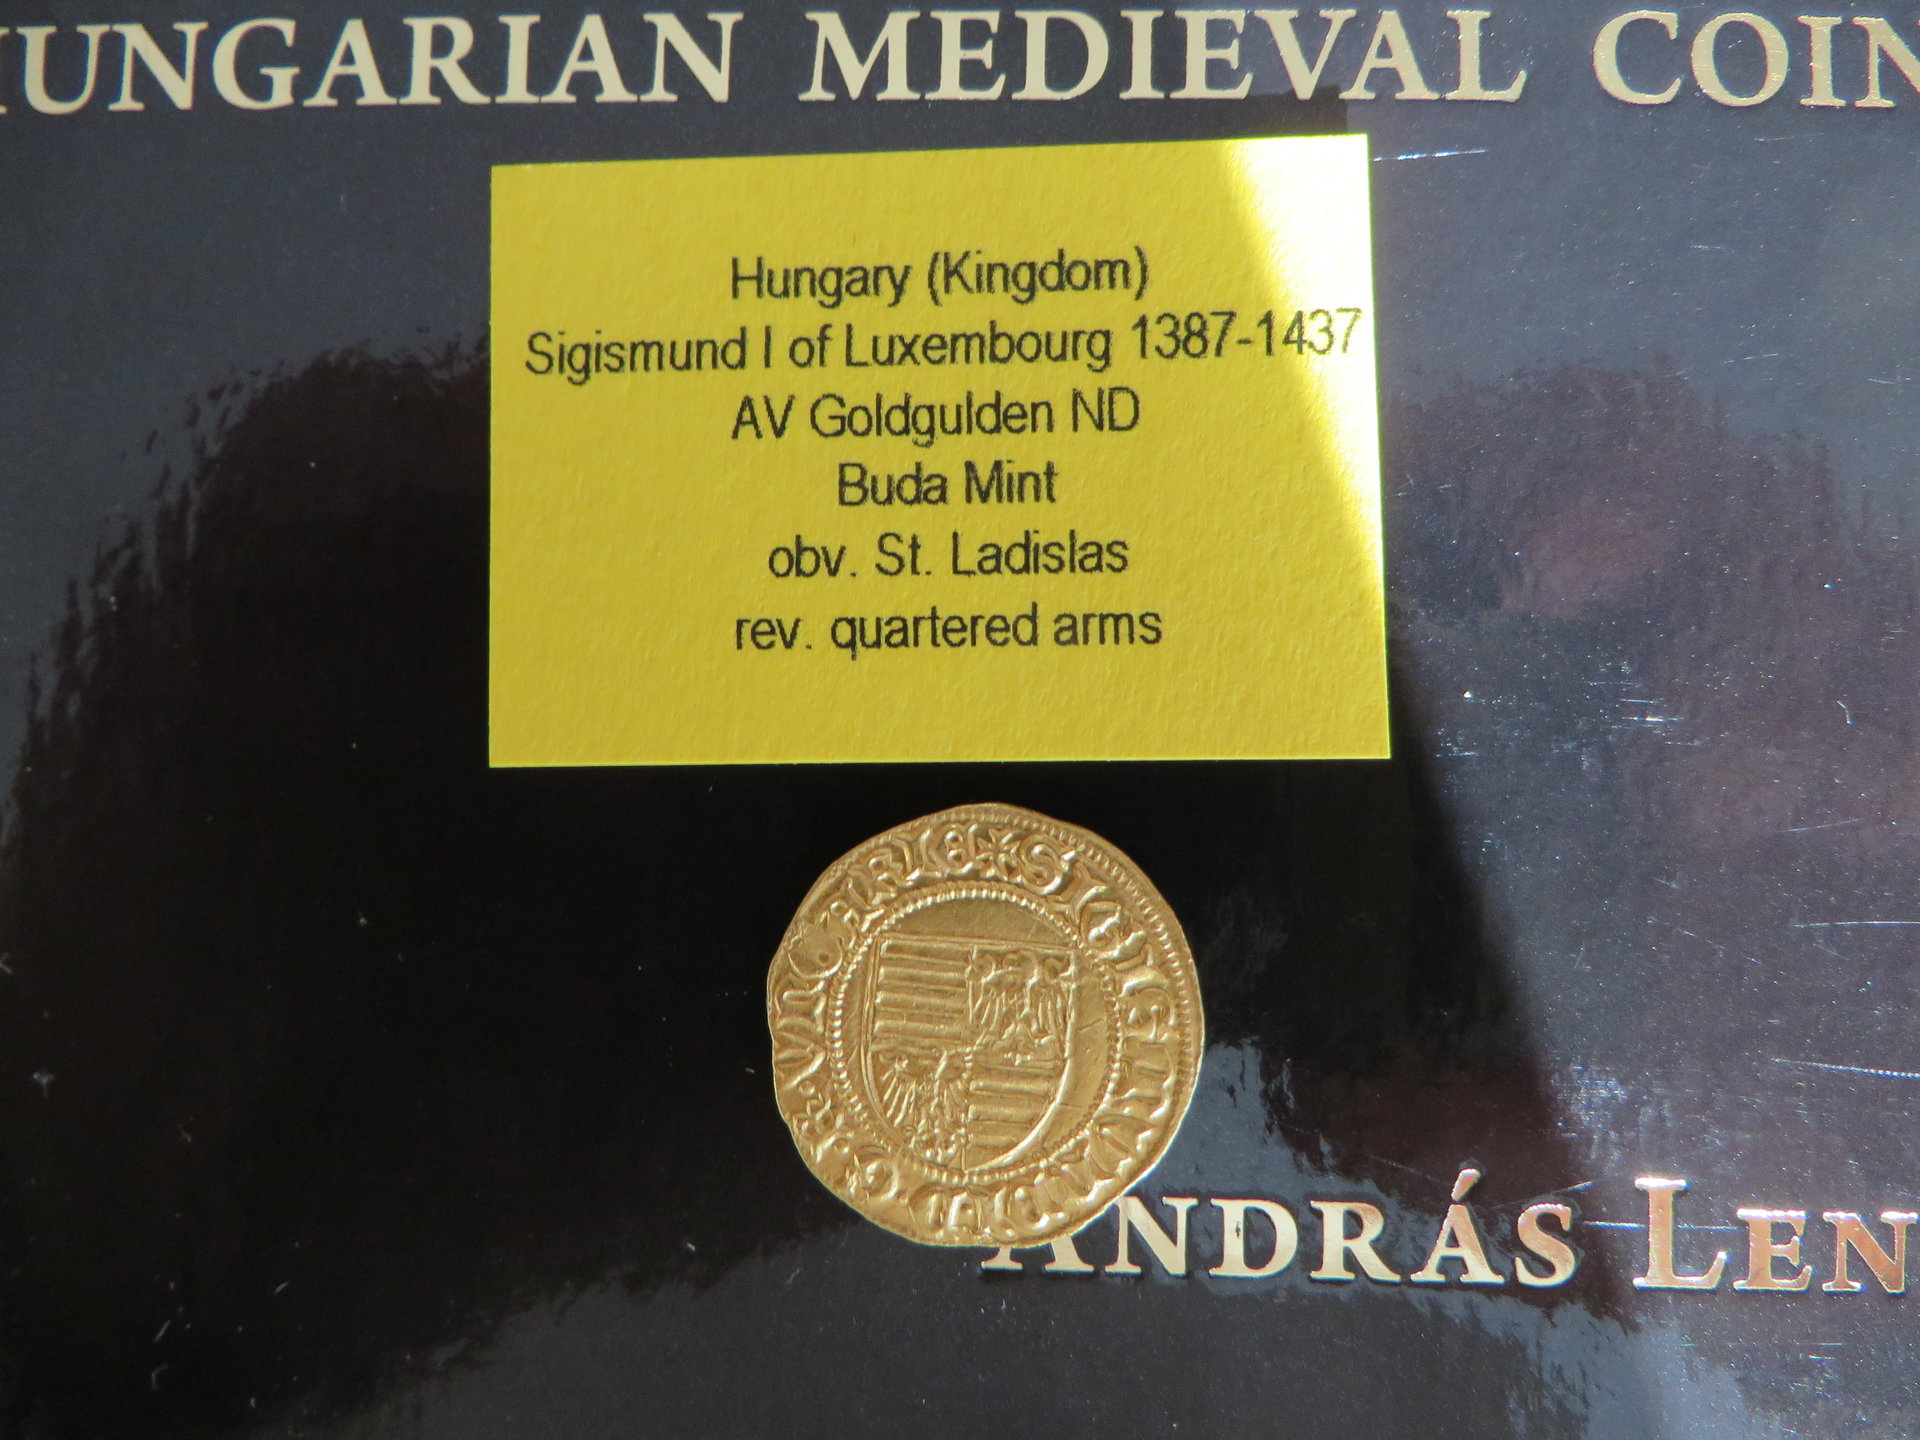 HUNGARIAN MEDIEVAL COIN
Hungary (Kingdom)
Sigismund I of Luxembourg 1387-1437
AV Goldgulden ND
Buda Mint
obv. St. Ladislas
rev. quartered arms
ANDRÁS LEN